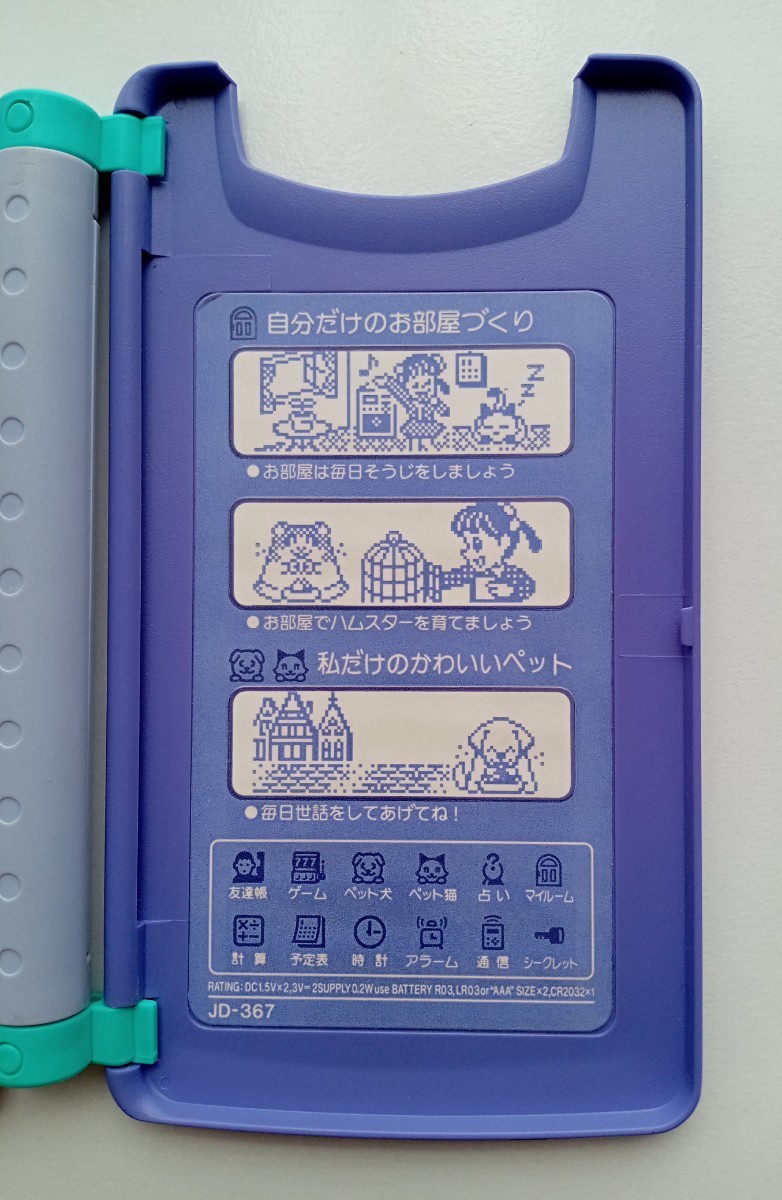 自分だけのお部屋づくり
●お部屋は毎日そうじをしましょう
●お部屋でハムスターを育てましょう
私だけのかわいいペット
●毎日世話をしてあげてね!
777
友達帳 ゲーム ペット犬 ペット猫 占い マイルーム
計算 予定表 時計 アラーム 通信 シークレット
RATING: DC1.5V×2,3V=2SUPPLY0.2W use BATTERY R03,LR03 or "AAA" SIZE×2,CR2032×1
JD-367